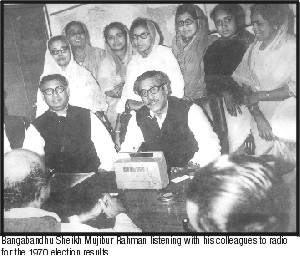 Bangabandhu Sheikh Mujibur Rahman listening with his colleagues to radio
for the 1970 election results